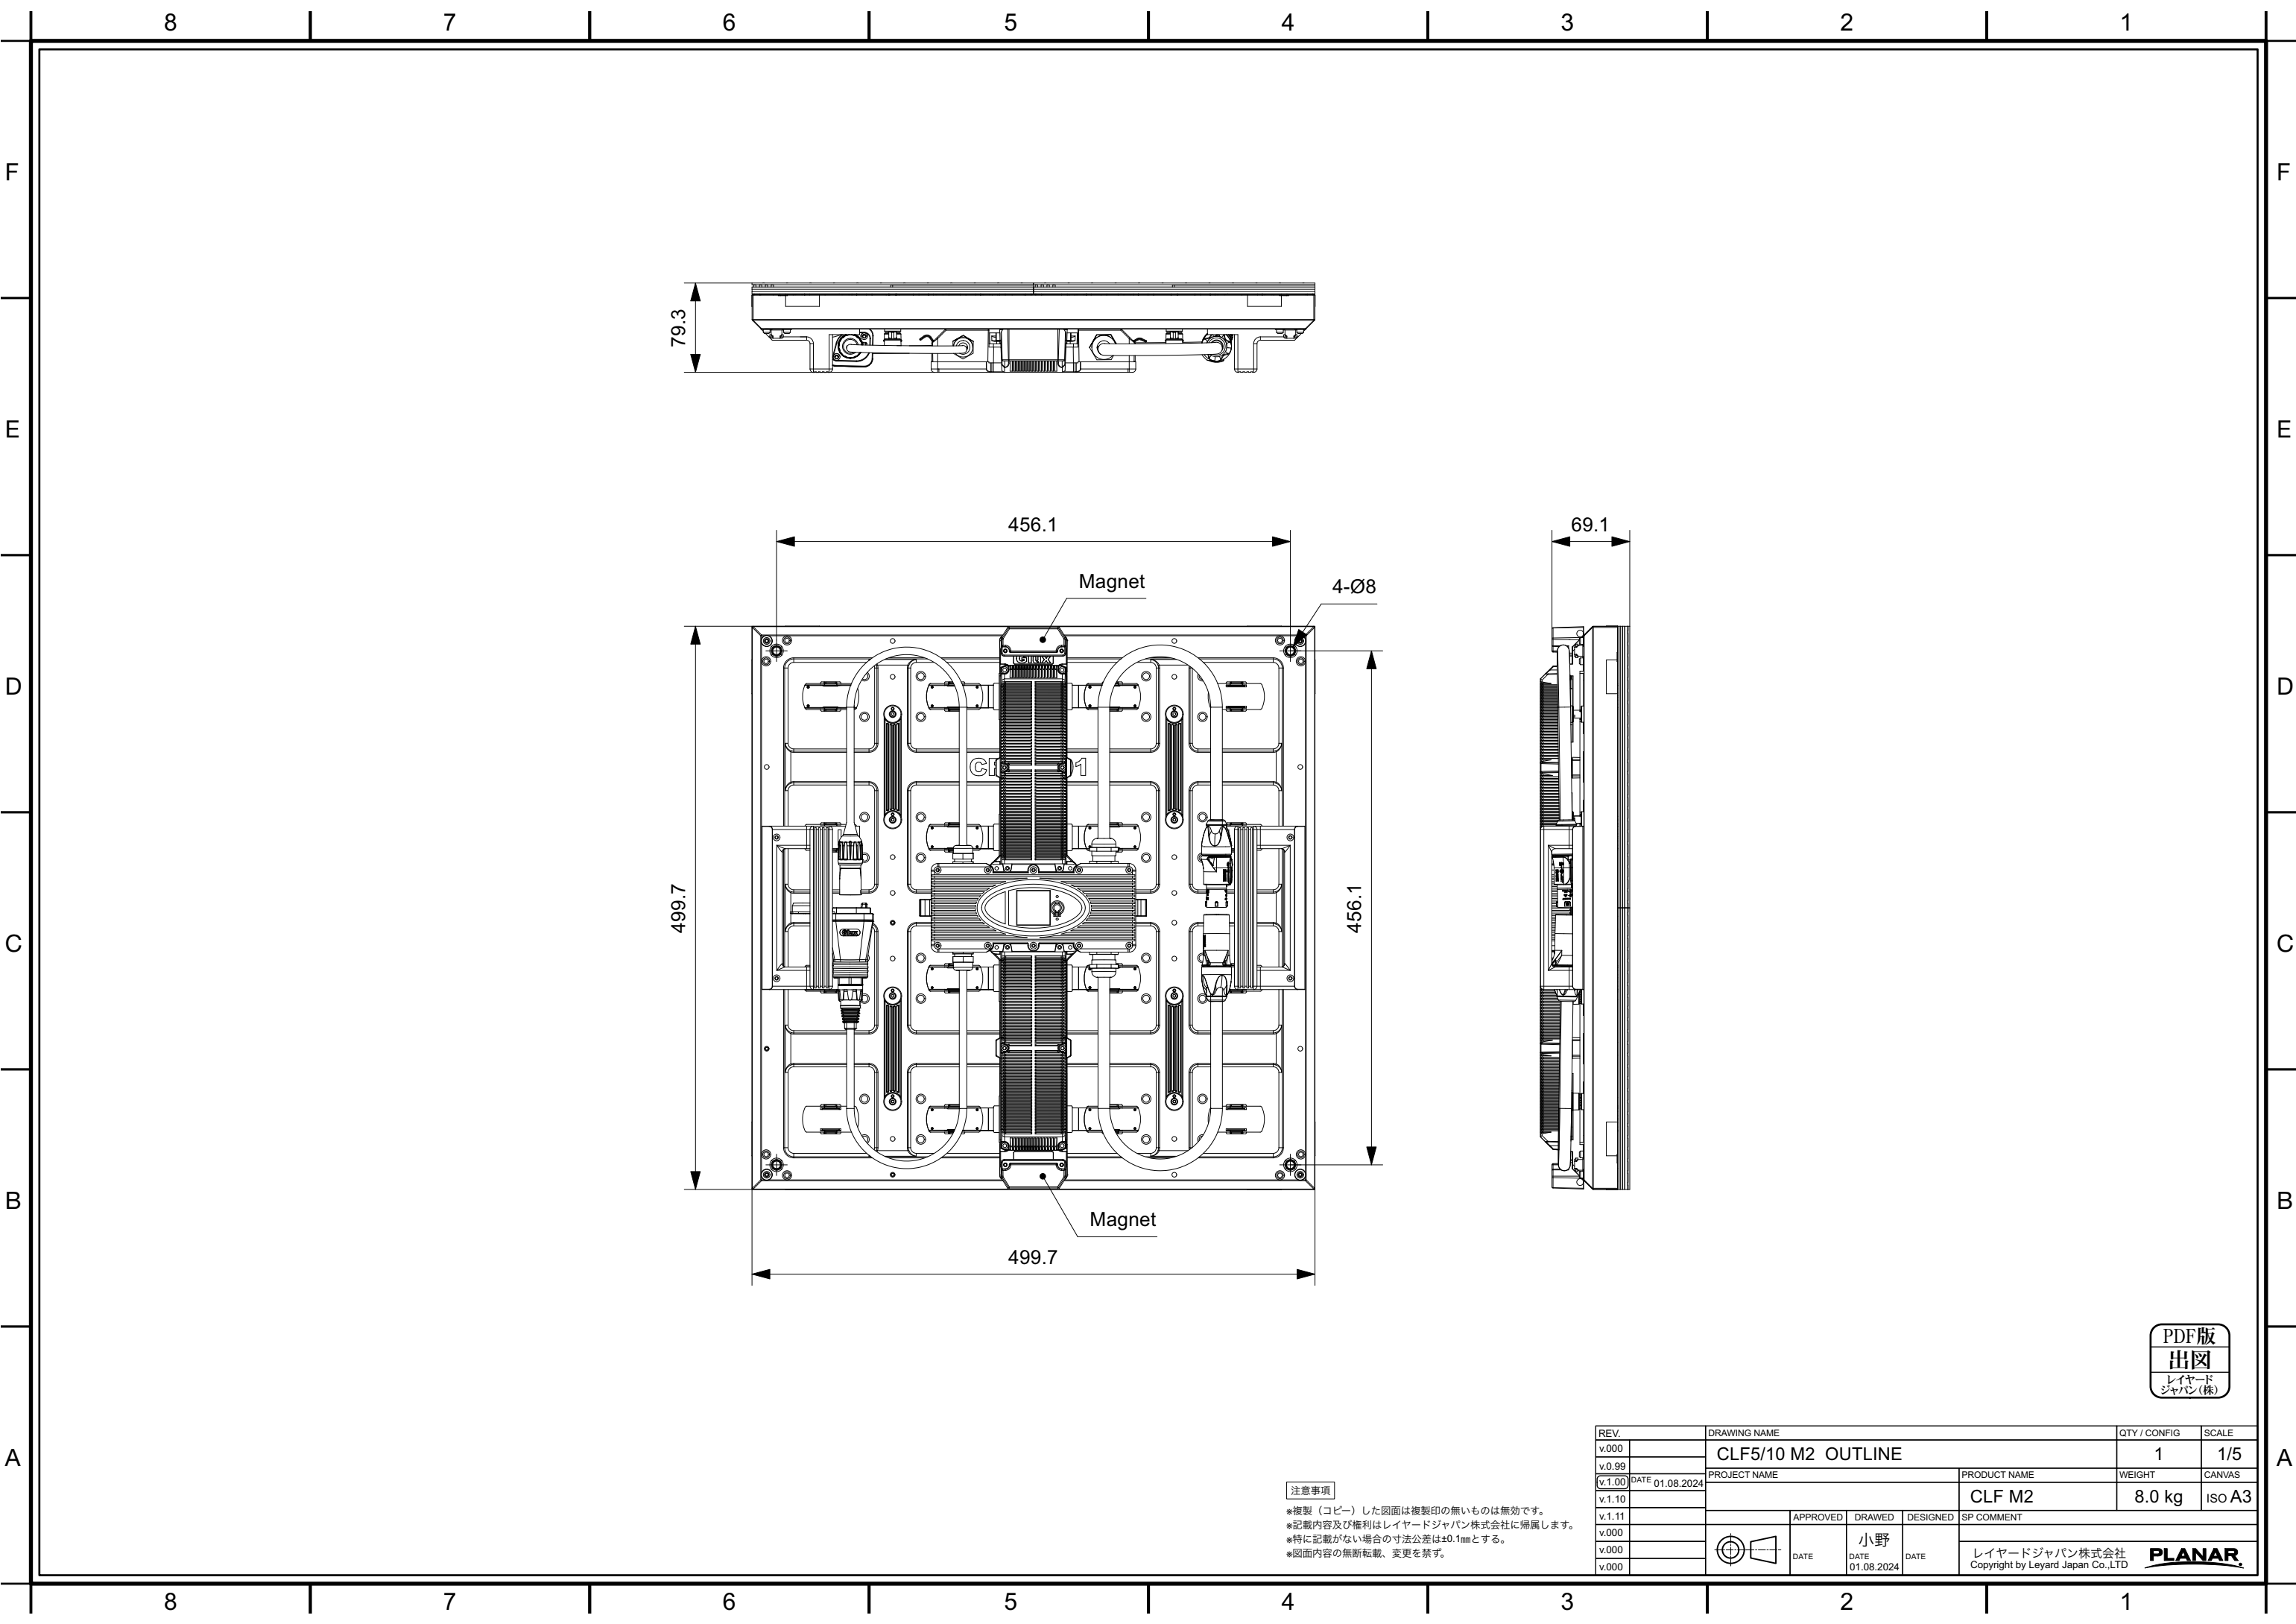 8 7 6 5 4 3 2 1
F F
E E
D D
C C
B B
A A
79.3
456.1
69.1
Magnet
4-Ø8
499.7
456.1
Magnet
499.7
Glux
PDF版
出図
レイヤード
ジャパン(株)
注意事項
※複製（コピー）した図面は複製印の無いものは無効です。
※記載内容及び権利はレイヤードジャパン株式会社に帰属します。
※特に記載がない場合の寸法公差は±0.1㎜とする。
※図面内容の無断転載、変更を禁ず。
REV.
v.000
v.0.99
v.1.00 DATE 01.08.2024
v.1.10
v.1.11
v.000
v.000
v.000
DRAWING NAME
CLF5/10 M2 OUTLINE
QTY / CONFIG
1
SCALE
1/5
PROJECT NAME
PRODUCT NAME
CLF M2
WEIGHT
8.0 kg
CANVAS
ISO A3
APPROVED DRAWED DESIGNED SP COMMENT
小野
DATE DATE DATE
01.08.2024
レイヤードジャパン株式会社
Copyright by Leyard Japan Co.,LTD
PLANAR
8 7 6 5 4 3 2 1